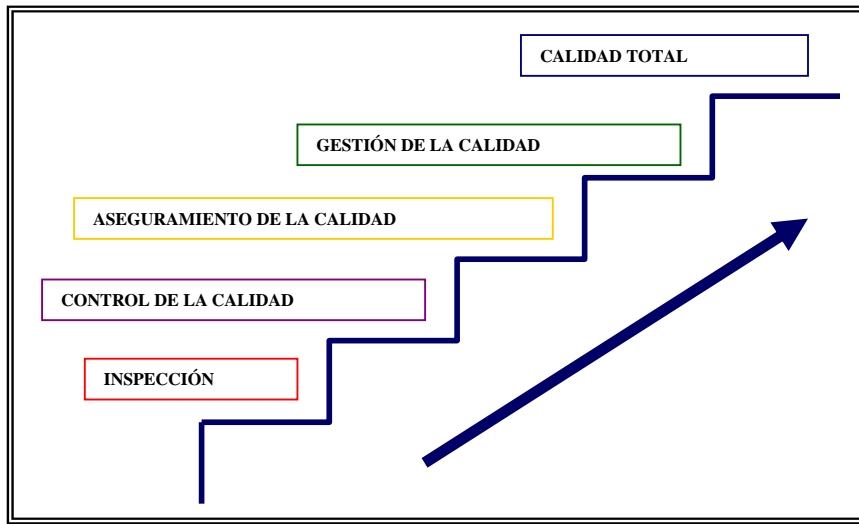 CALIDAD TOTAL
GESTIÓN DE LA CALIDAD
ASEGURAMIENTO DE LA CALIDAD
CONTROL DE LA CALIDAD
INSPECCIÓN